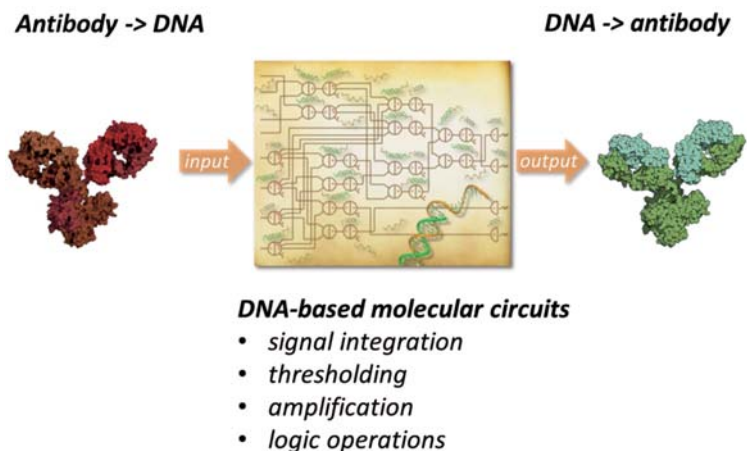 Antibody -> DNA
DNA -> antibody
input
output
DNA-based molecular circuits
• signal integration
• thresholding
• amplification
• logic operations